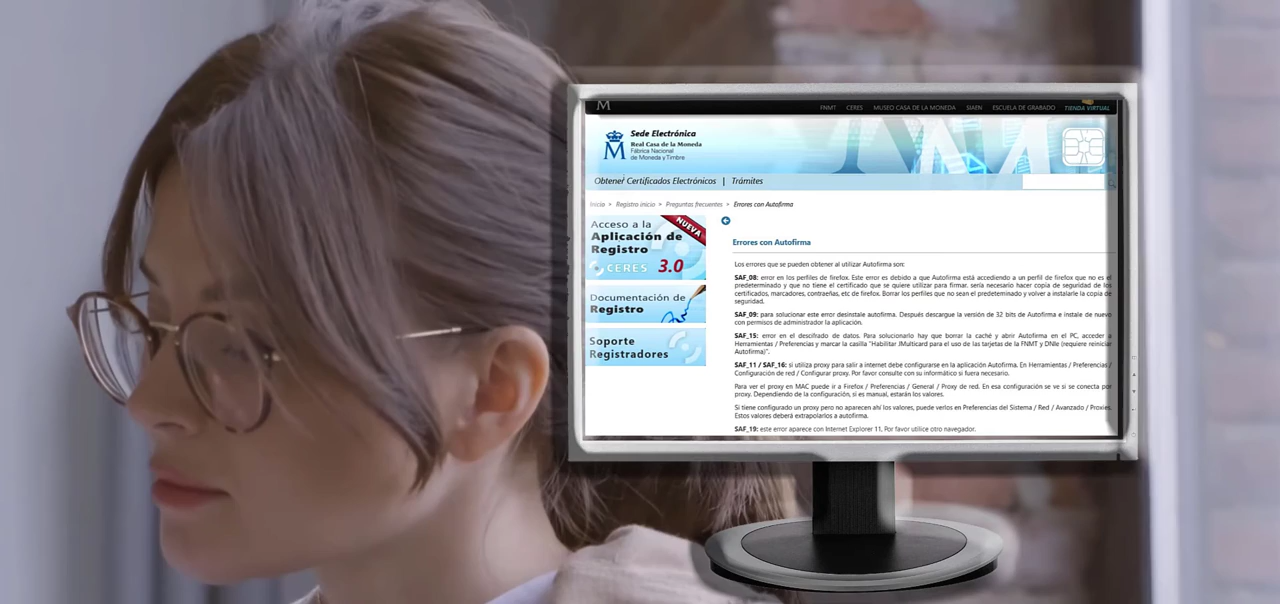 M
FNMT CERES MUSEO CASA DE LA MONEDA SIAEN ESCUELA DE GRABADO TIENDA VIRTUAL
Sede Electrónica
Real Casa de la Moneda
Fábrica Nacional
de Moneda y Timbre
Obtener Certificados Electrónicos | Trámites
Inicio > Registro inicio > Preguntas frecuentes > Errores con Autofirma
Acceso a la
Aplicación de
Registro
NUEVA
CERES 3.0
Documentación de
Registro
Soporte
Registradores
Errores con Autofirma
Los errores que se pueden obtener al utilizar Autofirma son:
SAF_08: error en los perfiles de firefox. Este error es debido a que Autofirma está accediendo a un perfil de firefox que no es el
predeterminado y que no tiene el certificado que se quiere utilizar para firmar. sería necesario hacer copia de seguridad de los
certificados, marcadores, contraeñas, etc de firefox. Borrar los perfiles que no sean el predeterminado y volver a instalarle la copia de
seguridad.
SAF_09: para solucionar este error desinstale autofirma. Después descargue la versión de 32 bits de Autofirma e instale de nuevo
con permisos de administrador la aplicación.
SAF_15: error en el descifrado de datos. Para solucionarlo hay que borrar la caché y abrir Autofirma en el PC, acceder a
Herramientas / Preferencias y marcar la casilla "Habilitar JMulticard para el uso de las tarjetas de la FNMT y DNIe (requiere reiniciar
Autofirma)".
SAF_11 / SAF_16: si utiliza proxy para salir a internet debe configurarse en la aplicación Autofirma. En Herramientas / Preferencias /
Configuración de red / Configurar proxy. Por favor consulte con su informático si fuera necesario.
Para ver el proxy en MAC puede ir a Firefox / Preferencias / General / Proxy de red. En esa configuración se ve si se conecta por
proxy. Dependiendo de la configuración, si es manual, estarán los valores.
Si tiene configurado un proxy pero no aparecen ahí los valores, puede verlos en Preferencias del Sistema / Red / Avanzado / Proxies.
Estos valores deberá extrapolarlos a autofirma.
SAF_19: este error aparece con Internet Explorer 11. Por favor utilice otro navegador.